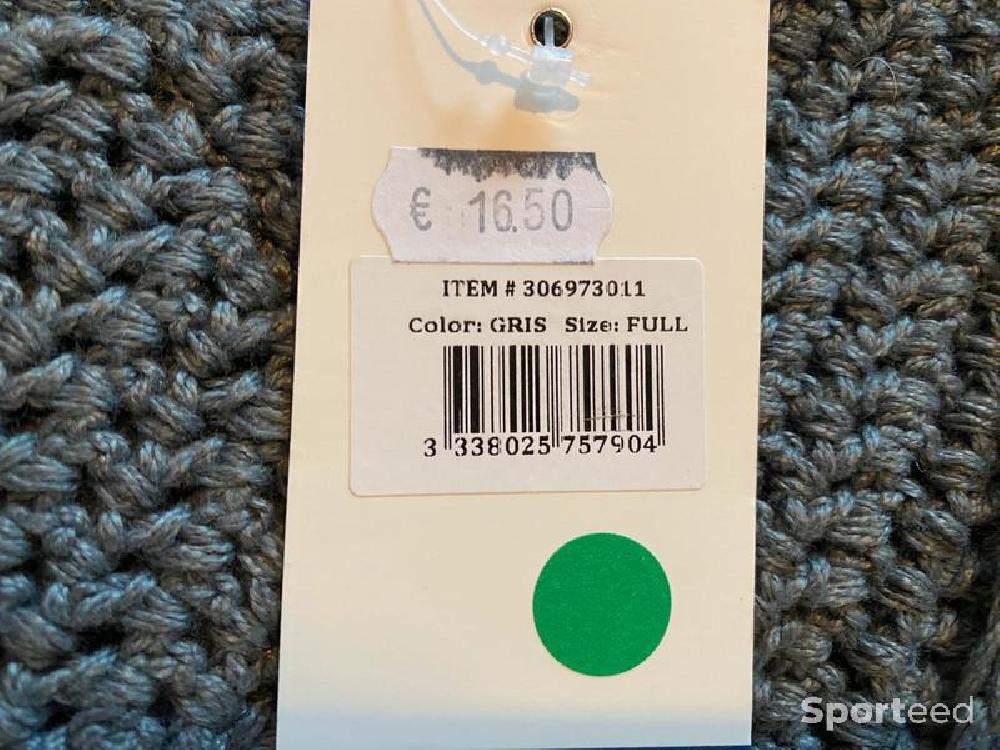 € 16.50
ITEM # 306973011
Color: GRIS Size: FULL
3 338025 757904
Sporteed